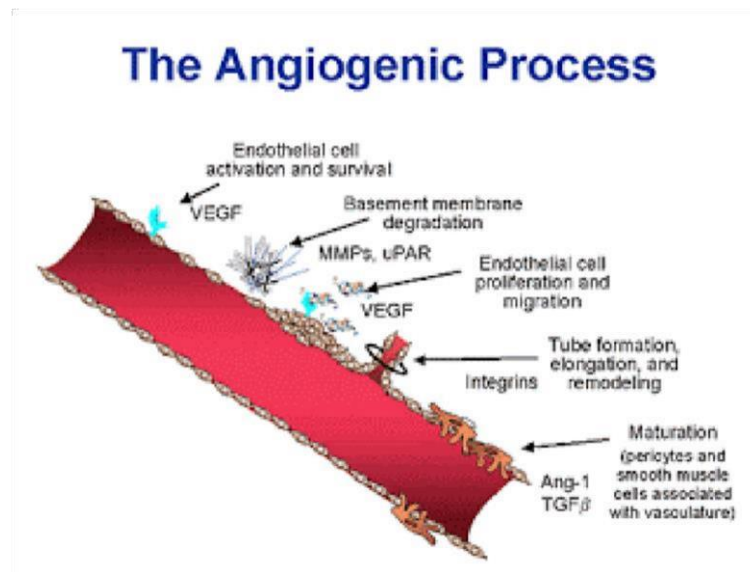 The Angiogenic Process
Endothelial cell
activation and survival
VEGF
Basement membrane
degradation
MMPs, uPAR
Endothelial cell
proliferation and
migration
VEGF
Tube formation,
elongation, and
remodeling
Integrins
Maturation
(pericytes and
smooth muscle
cells associated
with vasculature)
Ang-1
TGFβ